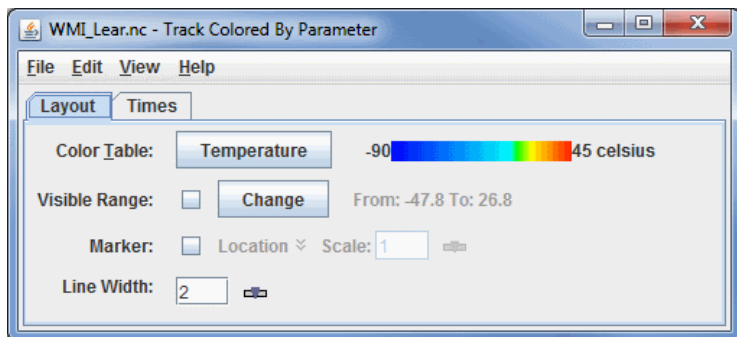 WMI_Lear.nc - Track Colored By Parameter
File Edit View Help
Layout Times
Color Table: Temperature -90 45 celsius
Visible Range: Change From: -47.8 To: 26.8
Marker: Location Scale: 1
Line Width: 2